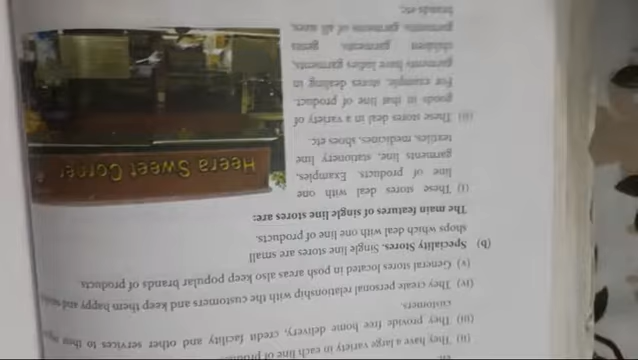 (ii) They have a large variety in each line of
(iii) They provide free home delivery, credit facility and other services to their
customers.
(iv) They create personal relationship with the customers and keep them happy and
(v) General stores located in posh areas also keep popular brands of products.
(b) Speciality Stores. Single line stores are small
shops which deal with one line of products.
The main features of single line stores are:
(i) These stores deal with one
line of products. Examples,
garments line, stationery line
textiles, medicines, shoes etc.
(ii) These stores deal in a variety of
goods in that line of product.
For example, stores dealing in
garments have ladies garments,
children garments, gents
garments, garments of all sizes,
brands etc.
Heera Sweet Corner